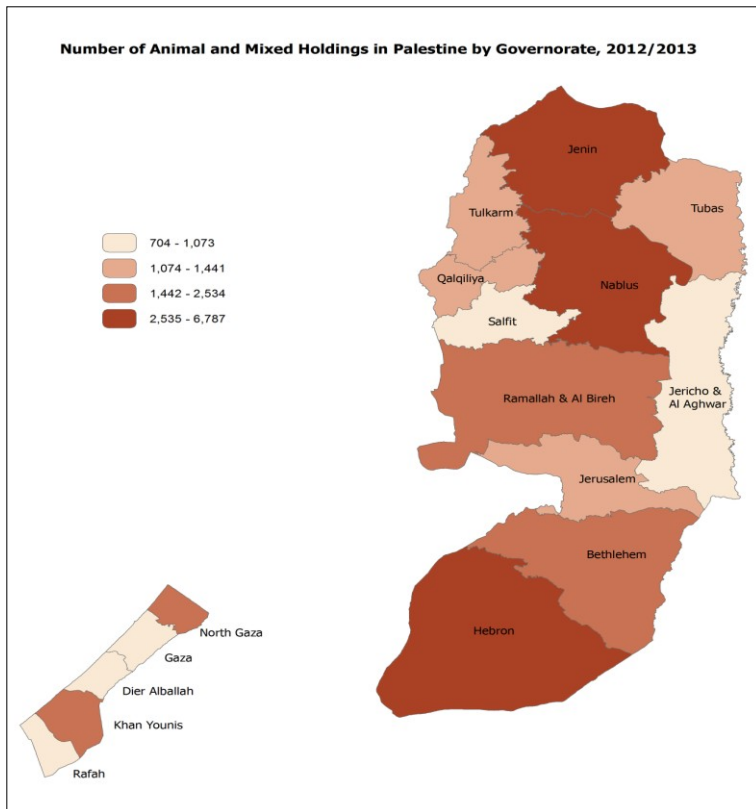 Number of Animal and Mixed Holdings in Palestine by Governorate, 2012/2013
Jenin
Tulkarm
Tubas
704 - 1,073
1,074 - 1,441
1,442 - 2,534
2,535 - 6,787
Qalqiliya
Nablus
Salfit
Jericho &
Al Aghwar
Ramallah & Al Bireh
Jerusalem
Bethlehem
Hebron
North Gaza
Gaza
Dier Alballah
Khan Younis
Rafah